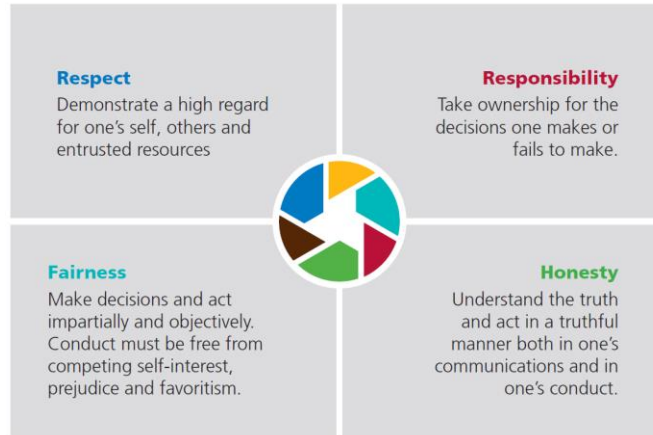 Respect
Demonstrate a high regard
for one's self, others and
entrusted resources
Responsibility
Take ownership for the
decisions one makes or
fails to make.
Fairness
Make decisions and act
impartially and objectively.
Conduct must be free from
competing self-interest,
prejudice and favoritism.
Honesty
Understand the truth
and act in a truthful
manner both in one's
communications and in
one's conduct.